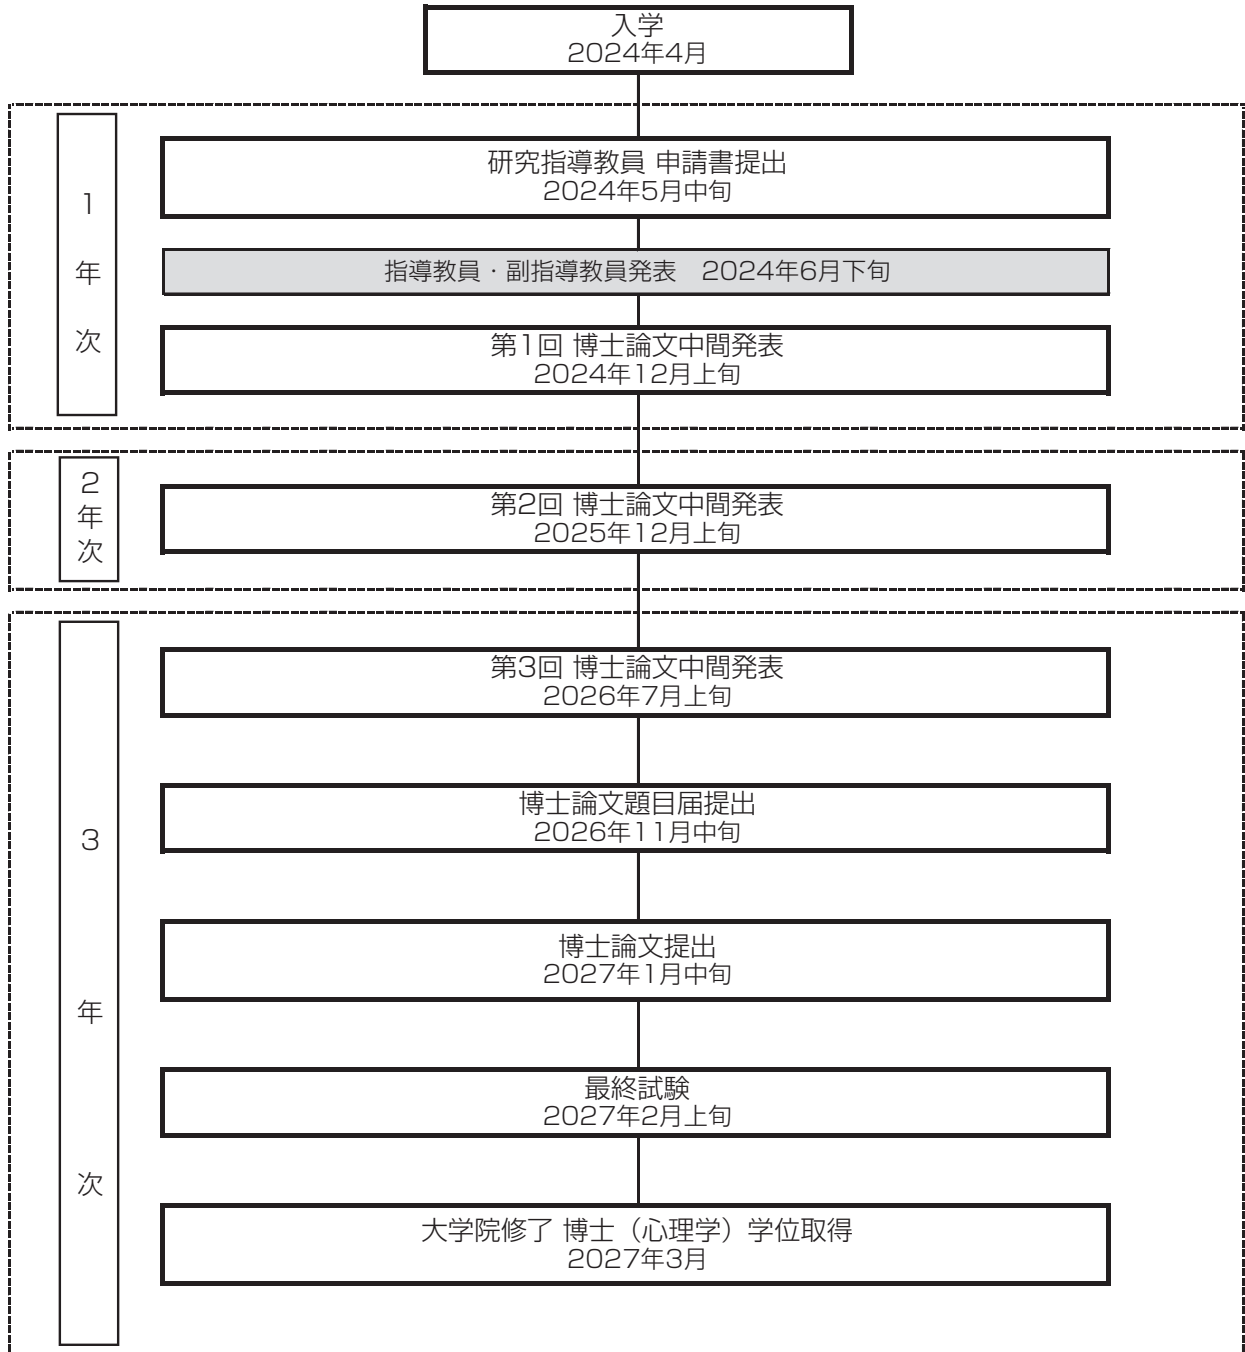 入学
2024年4月
1年次
研究指導教員 申請書提出
2024年5月中旬
指導教員・副指導教員発表　2024年6月下旬
第1回 博士論文中間発表
2024年12月上旬
2年次
第2回 博士論文中間発表
2025年12月上旬
3年次
第3回 博士論文中間発表
2026年7月上旬
博士論文題目届提出
2026年11月中旬
博士論文提出
2027年1月中旬
最終試験
2027年2月上旬
大学院修了 博士（心理学）学位取得
2027年3月